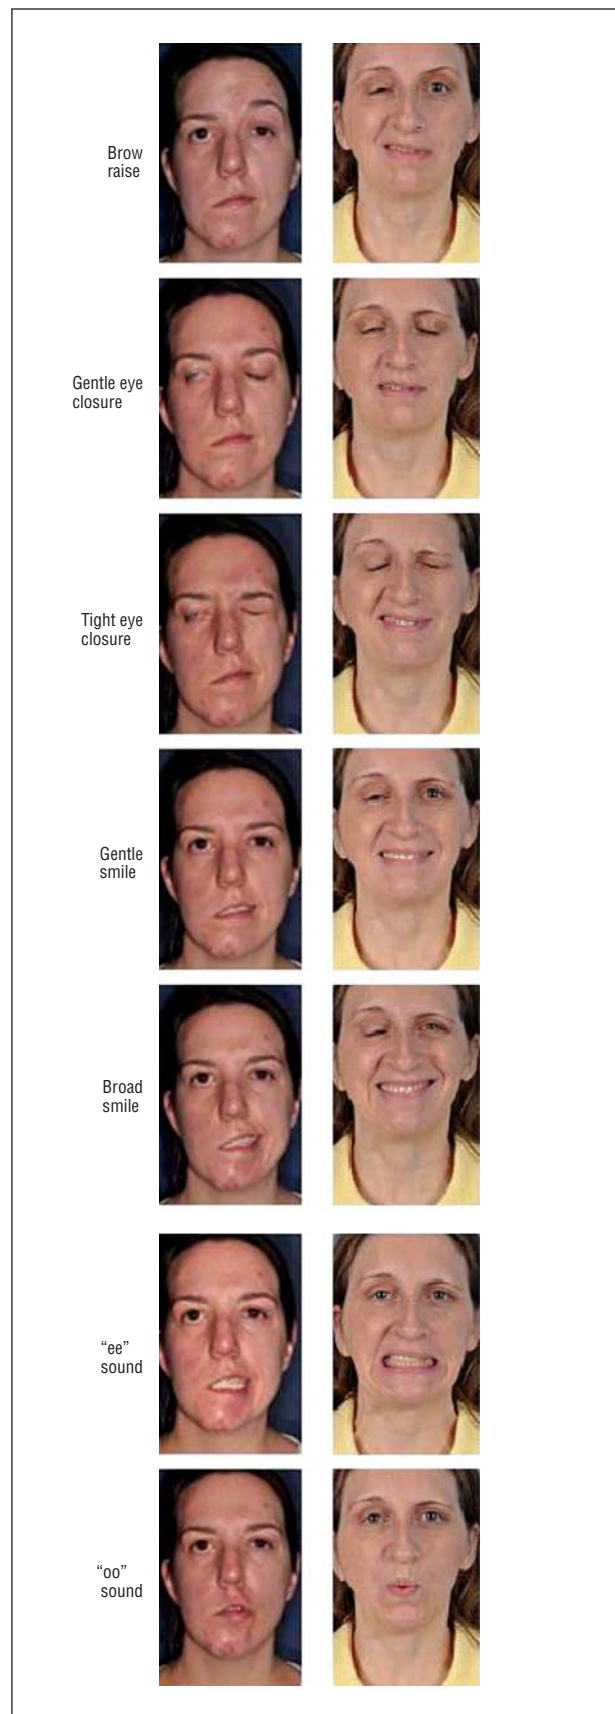 Brow
raise
Gentle eye
closure
Tight eye
closure
Gentle
smile
Broad
smile
“ee”
sound
“oo”
sound